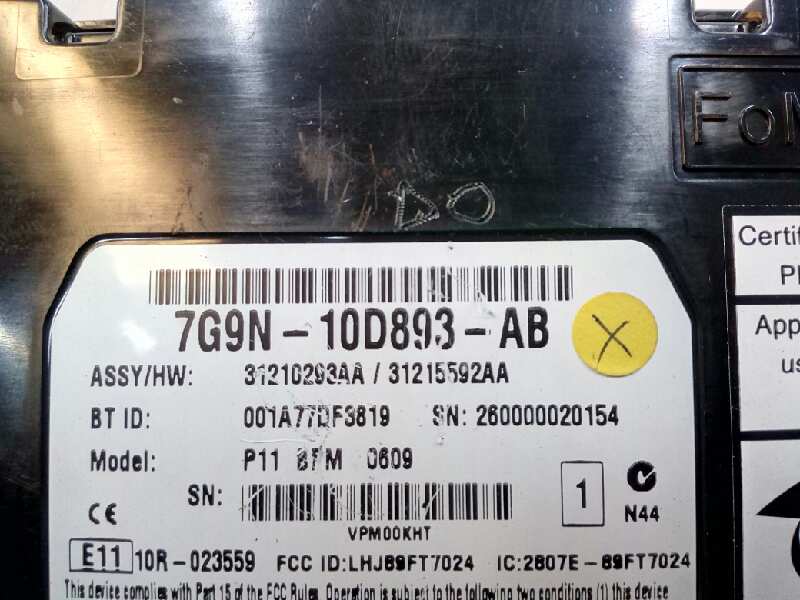 FoM
DO
7G9N-10D893-AB
X
ASSY/HW: 31210293AA / 31215592AA
BT ID: 001A77DF3819 SN: 260000020154
Model: P11 BFM 0609
SN:
VPM00KHT
1
N44
CE
E11 10R-023559 FCC ID:LHJ89FT7024 IC:2807E-89FT7024
This device complies with Part 15 of the FCC Rules. Operation is subject to the following two conditions (1) this device
Certif
Pl
App
us